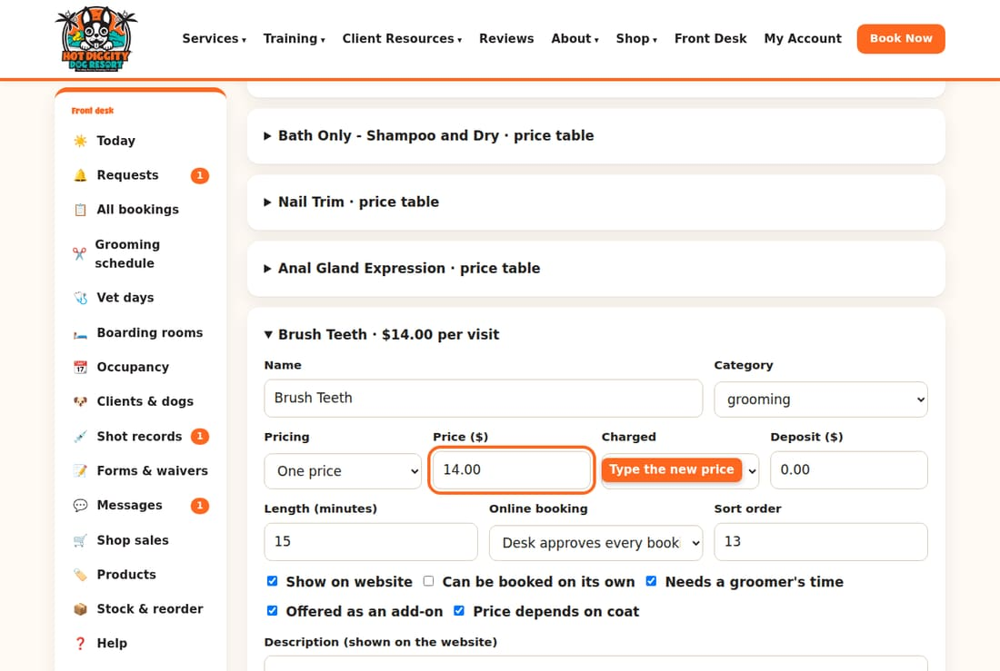 HOT DIGGITY
DOG RESORT
Services ▾ Training ▾ Client Resources ▾ Reviews About ▾ Shop ▾ Front Desk My Account Book Now
Front desk
Today
Requests 1
All bookings
Grooming schedule
Vet days
Boarding rooms
Occupancy
Clients & dogs
Shot records 1
Forms & waivers
Messages 1
Shop sales
Products
Stock & reorder
Help
Bath Only - Shampoo and Dry · price table
Nail Trim · price table
Anal Gland Expression · price table
Brush Teeth · $14.00 per visit
Name Category
Brush Teeth grooming
Pricing Price ($) Charged Deposit ($)
One price 14.00 Type the new price 0.00
Length (minutes) Online booking Sort order
15 Desk approves every booki 13
Show on website Can be booked on its own Needs a groomer's time
Offered as an add-on Price depends on coat
Description (shown on the website)